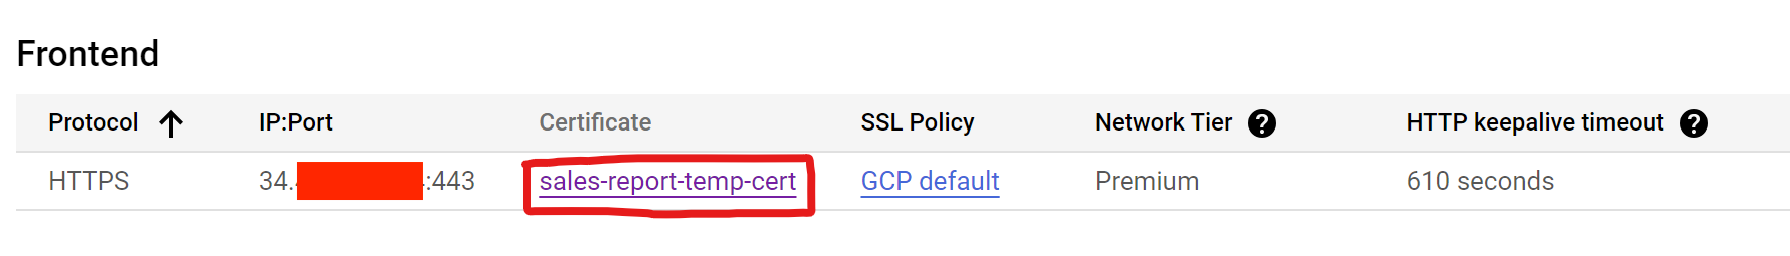 Frontend
Protocol IP:Port Certificate SSL Policy Network Tier HTTP keepalive timeout
HTTPS 34. :443 sales-report-temp-cert GCP default Premium 610 seconds